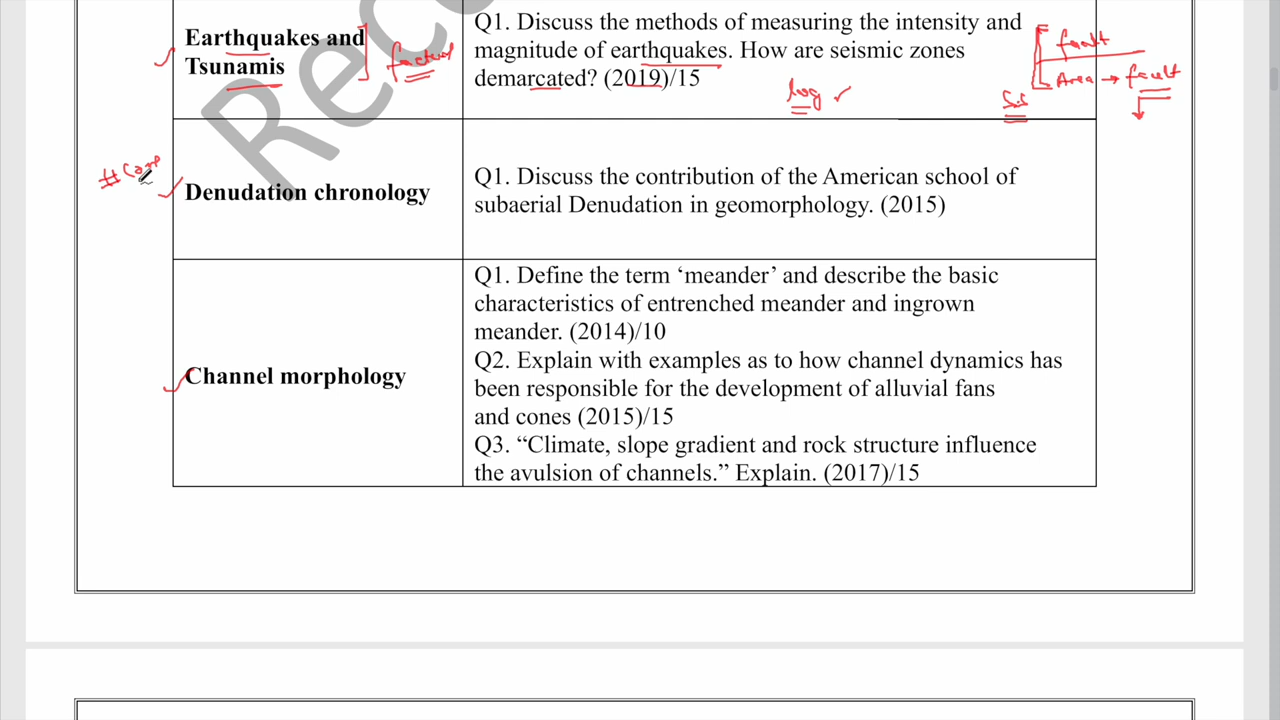 Earthquakes and
Tsunamis
factual
Q1. Discuss the methods of measuring the intensity and
magnitude of earthquakes. How are seismic zones
demarcated? (2019)/15
log
fault
Area → fault
Denudation chronology
Q1. Discuss the contribution of the American school of
subaerial Denudation in geomorphology. (2015)
Channel morphology
Q1. Define the term ‘meander’ and describe the basic
characteristics of entrenched meander and ingrown
meander. (2014)/10
Q2. Explain with examples as to how channel dynamics has
been responsible for the development of alluvial fans
and cones (2015)/15
Q3. “Climate, slope gradient and rock structure influence
the avulsion of channels.” Explain. (2017)/15
Reco